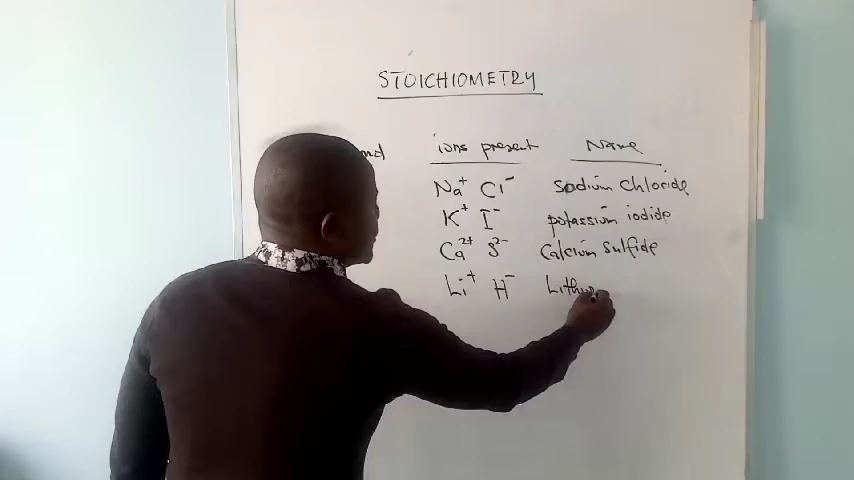 STOICHIOMETRY
ions present Name
Na⁺ Cl⁻ sodium chloride
K⁺ I⁻ potassium iodide
Ca²⁺ S²⁻ Calcium sulfide
Li⁺ H⁻